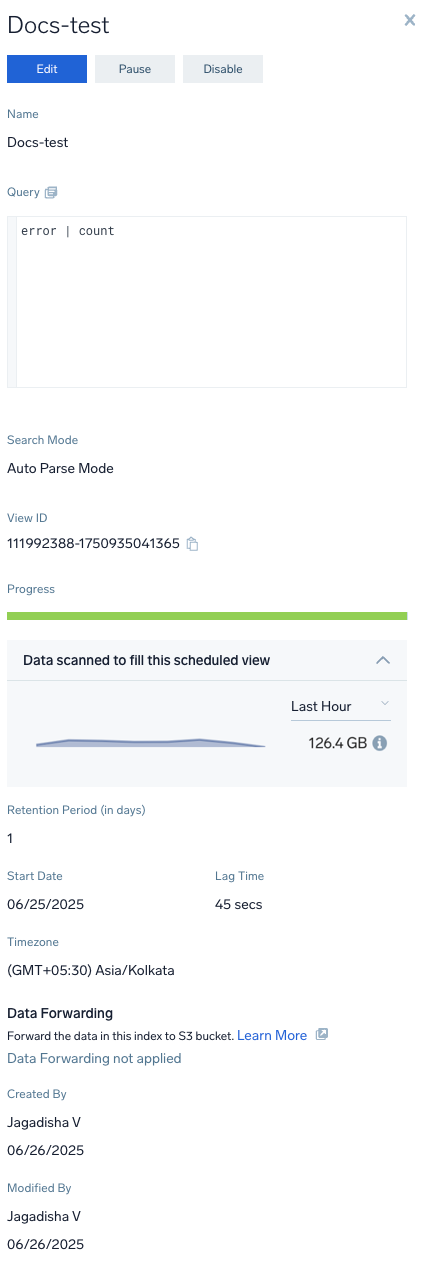 Docs-test
Edit Pause Disable
Name
Docs-test
Query
error | count
Search Mode
Auto Parse Mode
View ID
111992388-1750935041365
Progress
Data scanned to fill this scheduled view
Last Hour
126.4 GB
Retention Period (in days)
1
Start Date Lag Time
06/25/2025 45 secs
Timezone
(GMT+05:30) Asia/Kolkata
Data Forwarding
Forward the data in this index to S3 bucket. Learn More
Data Forwarding not applied
Created By
Jagadisha V
06/26/2025
Modified By
Jagadisha V
06/26/2025